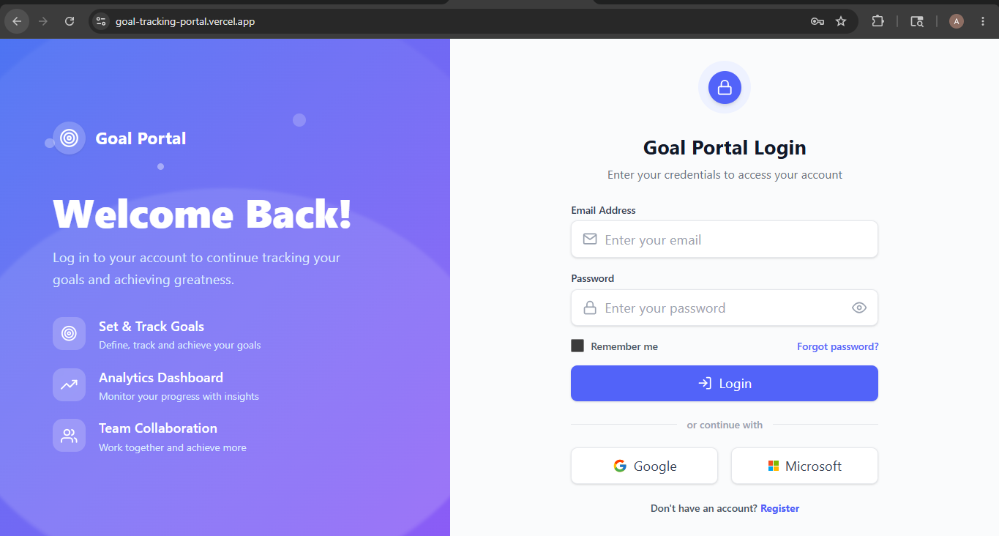 goal-tracking-portal.vercel.app
A
Goal Portal
Welcome Back!
Log in to your account to continue tracking your
goals and achieving greatness.
Set & Track Goals
Define, track and achieve your goals
Analytics Dashboard
Monitor your progress with insights
Team Collaboration
Work together and achieve more
Goal Portal Login
Enter your credentials to access your account
Email Address
Enter your email
Password
Enter your password
Remember me
Forgot password?
Login
or continue with
Google
Microsoft
Don't have an account? Register